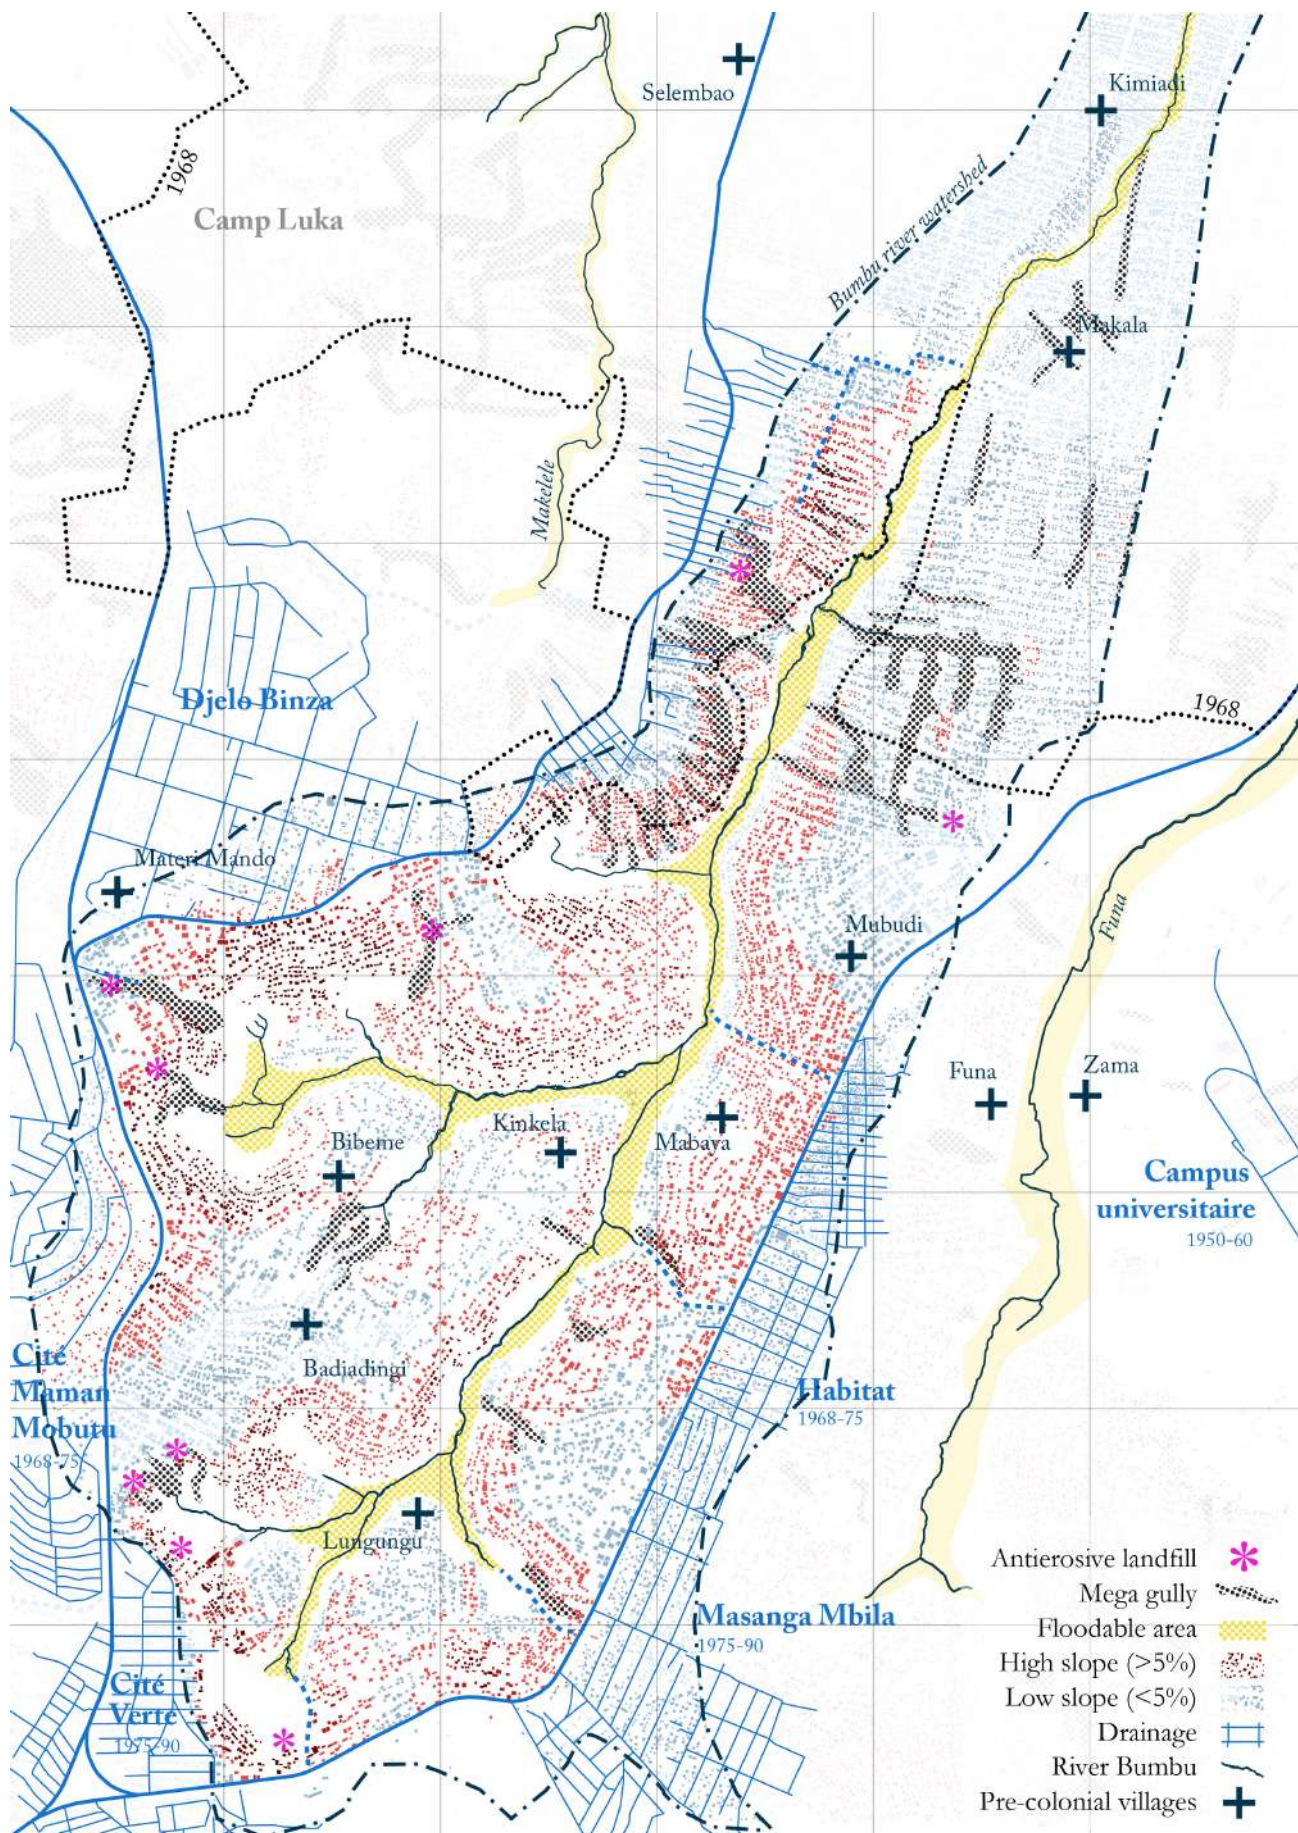 Selembao
Kimiadi
1968
Camp Luka
Bumbu river watershed
Makala
Makelele
Djelo Binza
1968
Materi Mando
Mubudi
Funa
Funa
Zama
Kinkela
Bibeme
Mabaya
Campus
universitaire
1950-60
Badiadingi
Cité
Maman
Mobutu
1968-75
Habitat
1968-75
Lungungu
Masanga Mbila
1975-90
Cité
Verte
1975-90
Antierosive landfill
Mega gully
Floodable area
High slope (>5%)
Low slope (<5%)
Drainage
River Bumbu
Pre-colonial villages